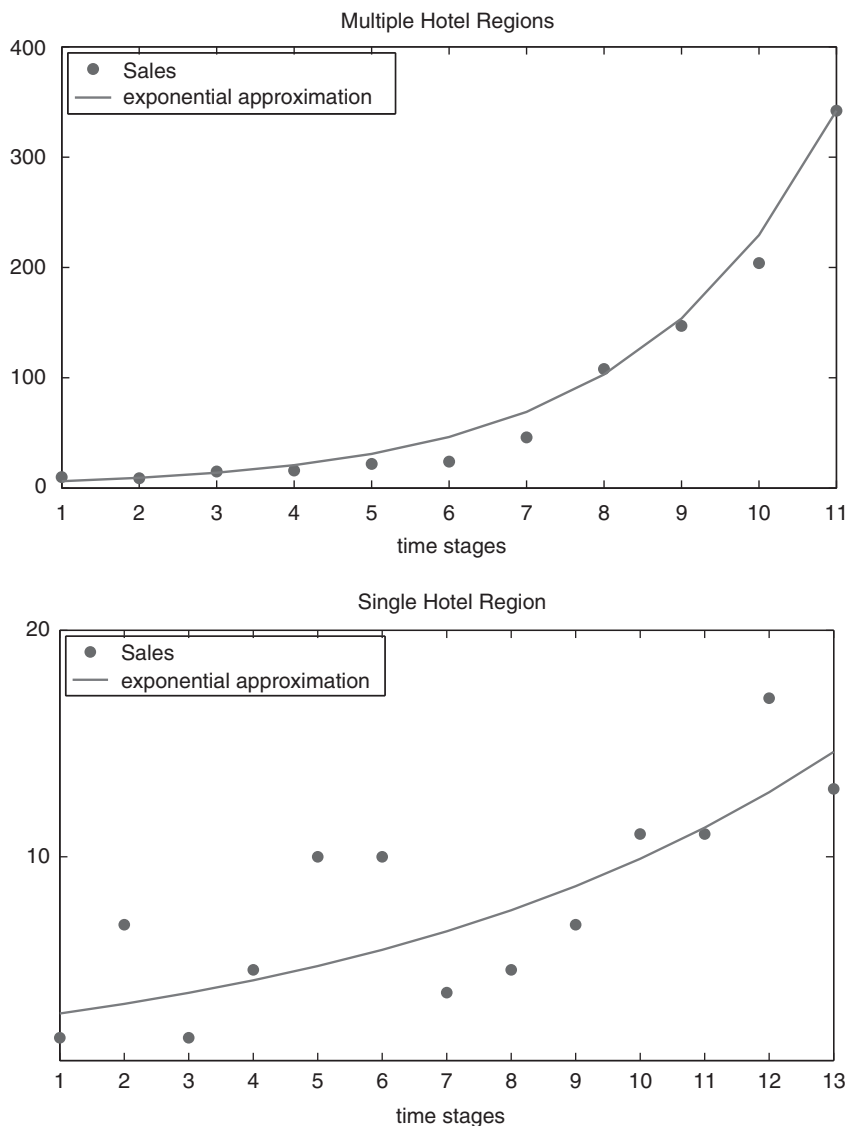 Multiple Hotel Regions
400
Sales
exponential approximation
300
200
100
0
1 2 3 4 5 6 7 8 9 10 11
time stages
Single Hotel Region
20
Sales
exponential approximation
10
1 2 3 4 5 6 7 8 9 10 11 12 13
time stages